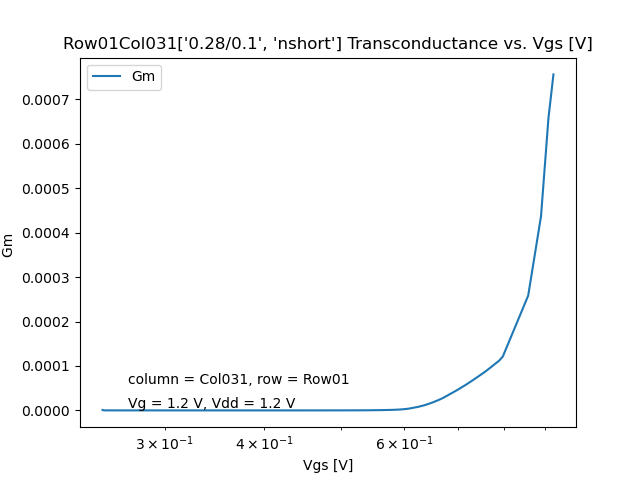 Row01Col031['0.28/0.1', 'nshort'] Transconductance vs. Vgs [V]
Gm
0.0007
0.0006
0.0005
0.0004
0.0003
0.0002
0.0001
0.0000
Gm
column = Col031, row = Row01
Vg = 1.2 V, Vdd = 1.2 V
3 × 10⁻¹
4 × 10⁻¹
6 × 10⁻¹
Vgs [V]